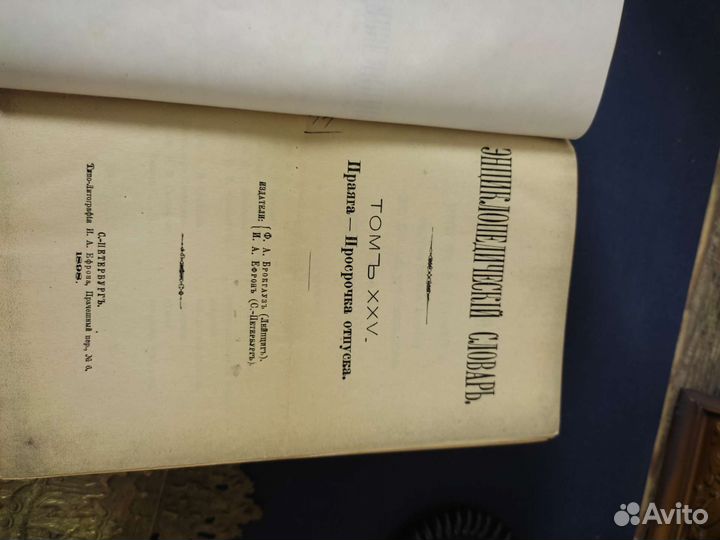 ЭНЦИКЛОПЕДИЧЕСКІЙ СЛОВАРЬ.
ТОМЪ XXV.
Праяга — Просрочка отпуска.
ИЗДАТЕЛИ: { Ф. А. БРОКГАУЗЪ (ЛЕЙПЦИГЪ).
И. А. ЕФРОНЪ (С.-ПЕТЕРБУРГЪ).
С.-ПЕТЕРБУРГЪ.
Типо-Литографія И. А. Ефрона, Прачешный пер., № 6.
1898.
Avito